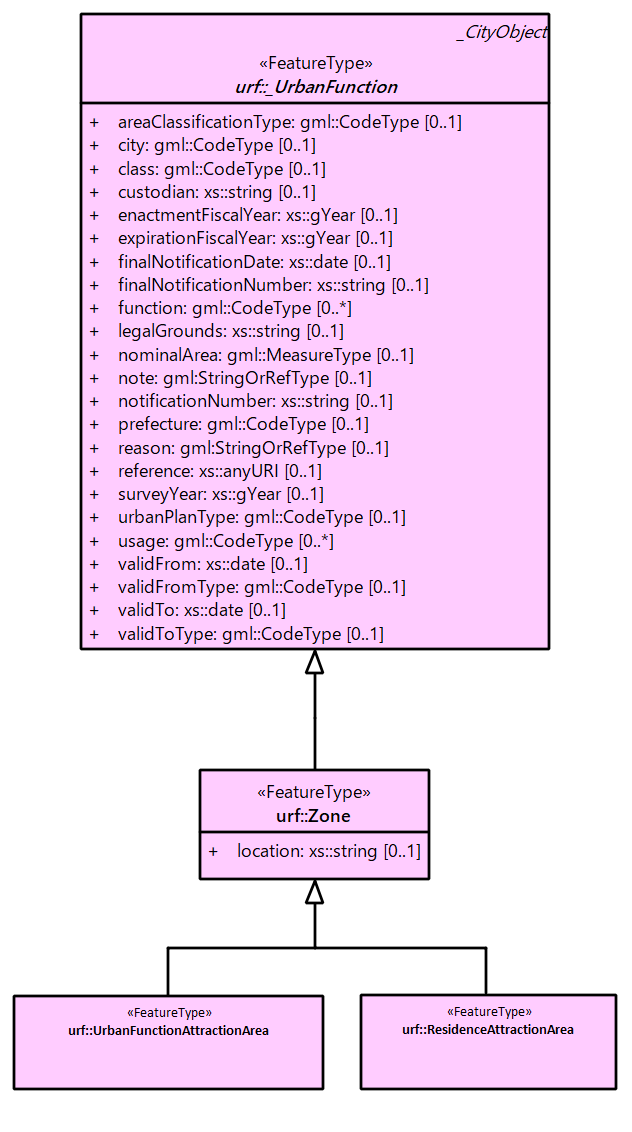 _CityObject
«FeatureType»
urf::_UrbanFunction
+ areaClassificationType: gml::CodeType [0..1]
+ city: gml::CodeType [0..1]
+ class: gml::CodeType [0..1]
+ custodian: xs::string [0..1]
+ enactmentFiscalYear: xs::gYear [0..1]
+ expirationFiscalYear: xs::gYear [0..1]
+ finalNotificationDate: xs::date [0..1]
+ finalNotificationNumber: xs::string [0..1]
+ function: gml::CodeType [0..*]
+ legalGrounds: xs::string [0..1]
+ nominalArea: gml::MeasureType [0..1]
+ note: gml:StringOrRefType [0..1]
+ notificationNumber: xs::string [0..1]
+ prefecture: gml::CodeType [0..1]
+ reason: gml:StringOrRefType [0..1]
+ reference: xs::anyURI [0..1]
+ surveyYear: xs::gYear [0..1]
+ urbanPlanType: gml::CodeType [0..1]
+ usage: gml::CodeType [0..*]
+ validFrom: xs::date [0..1]
+ validFromType: gml::CodeType [0..1]
+ validTo: xs::date [0..1]
+ validToType: gml::CodeType [0..1]
«FeatureType»
urf::Zone
+ location: xs::string [0..1]
«FeatureType»
urf::UrbanFunctionAttractionArea
«FeatureType»
urf::ResidenceAttractionArea